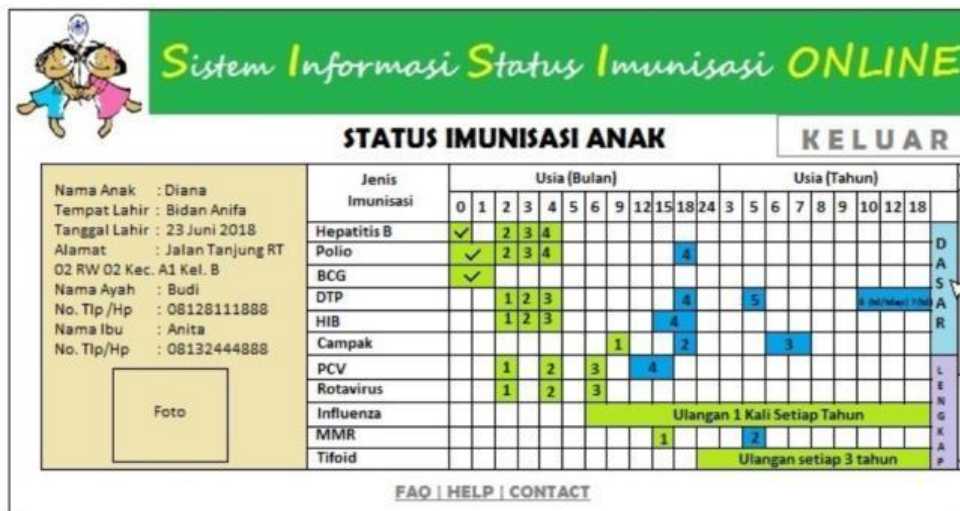 Sistem Informasi Status Imunisasi ONLINE
STATUS IMUNISASI ANAK
KELUAR
Nama Anak : Diana
Tempat Lahir : Bidan Anifa
Tanggal Lahir : 23 Juni 2018
Alamat : Jalan Tanjung RT
02 RW 02 Kec. A1 Kel. B
Nama Ayah : Budi
No. Tlp /Hp : 08128111888
Nama Ibu : Anita
No. Tlp/Hp : 08132444888
Foto
Jenis Imunisasi Usia (Bulan) Usia (Tahun)
0 1 2 3 4 5 6 9 12 15 18 24 3 5 6 7 8 9 10 12 18
Hepatitis B ✓ 2 3 4
Polio ✓ 2 3 4 4
BCG ✓
DTP 1 2 3 4 5
HIB 1 2 3 4
Campak 1 2 3
PCV 1 2 3 4
Rotavirus 1 2 3
Influenza Ulangan 1 Kali Setiap Tahun
MMR 1 2
Tifoid Ulangan setiap 3 tahun
DASAR
LENGKAP
FAQ | HELP | CONTACT